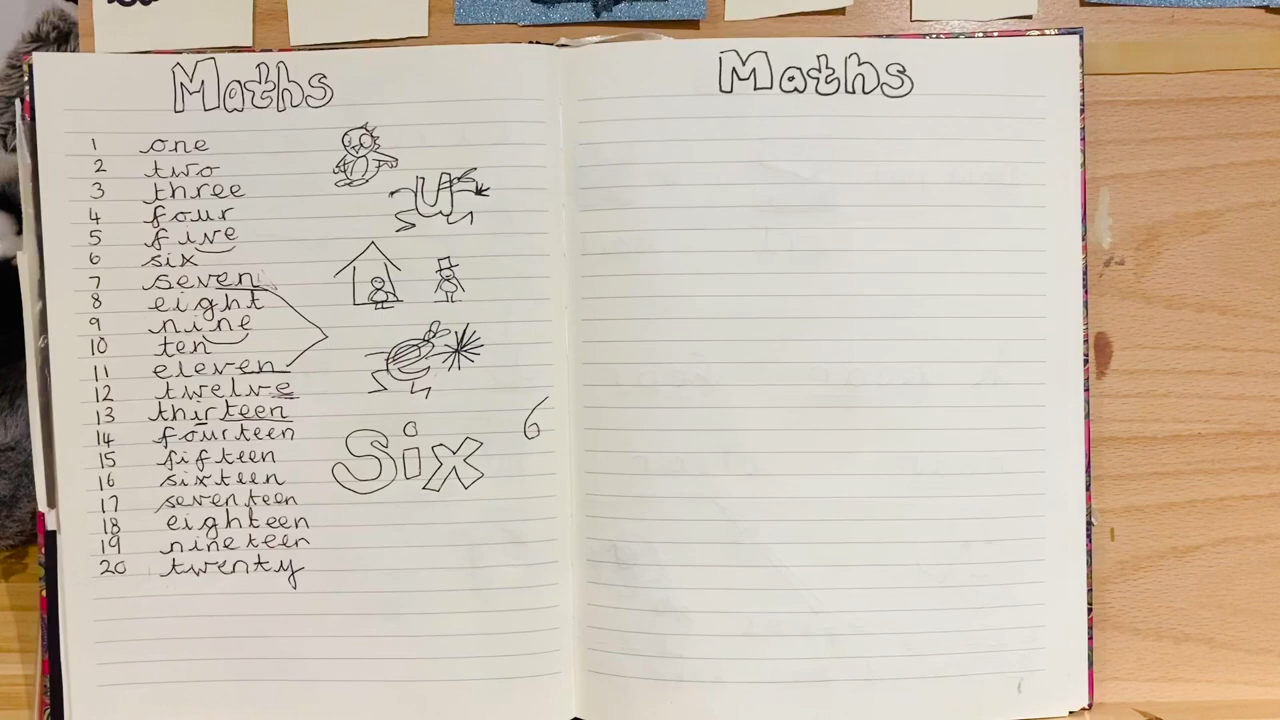 Maths
1 one
2 two
3 three
4 four
5 five
6 six
7 seven
8 eight
9 nine
10 ten
11 eleven
12 twelve
13 thirteen
14 fourteen
15 fifteen
16 sixteen
17 seventeen
18 eighteen
19 nineteen
20 twenty
U
e
6
Six
Maths